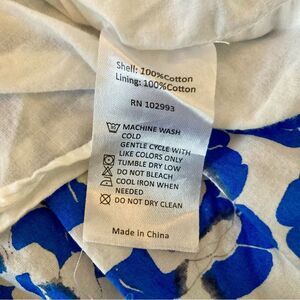 Shell: 100%Cotton
Lining: 100%Cotton
RN 102993
MACHINE WASH
COLD
GENTLE CYCLE WITH
LIKE COLORS ONLY
TUMBLE DRY LOW
DO NOT BLEACH
COOL IRON WHEN
NEEDED
DO NOT DRY CLEAN
Made in China